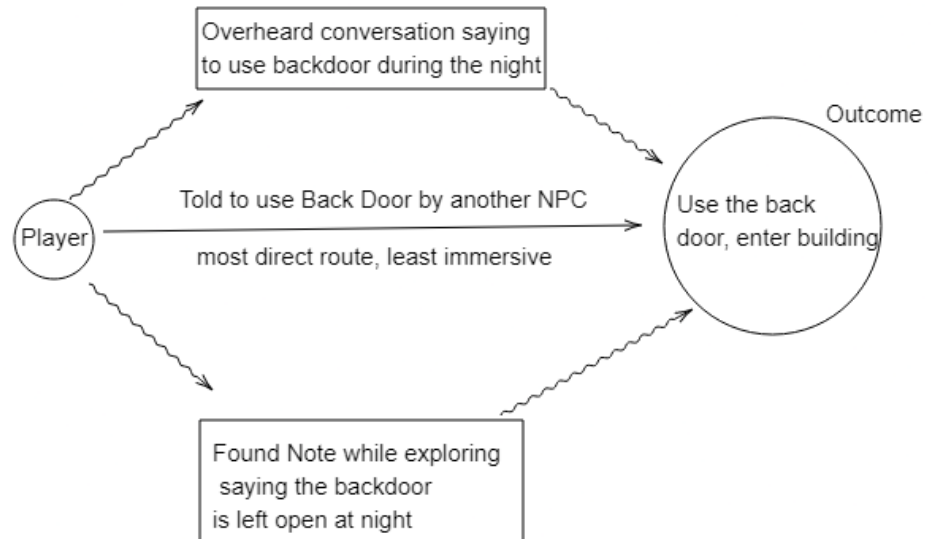 Overheard conversation saying
to use backdoor during the night
Outcome
Told to use Back Door by another NPC
Player
Use the back
door, enter building
most direct route, least immersive
Found Note while exploring
saying the backdoor
is left open at night